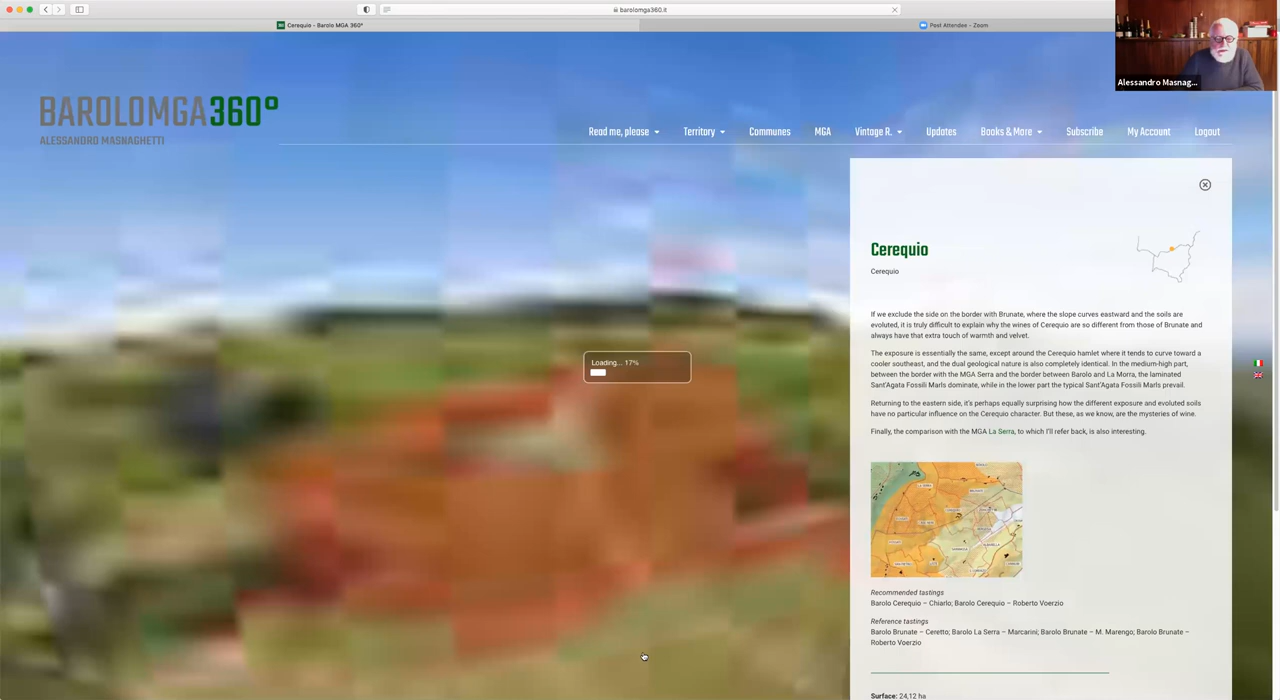 barolomga360.it
Cerequio - Barolo MGA 360°
Post Attendee - Zoom
Alessandro Masnag...
BAROLOMGA360°
ALESSANDRO MASNAGHETTI
Read me, please
Territory
Communes
MGA
Vintage R.
Updates
Books & More
Subscribe
My Account
Logout
Cerequio
Cerequio
If we exclude the side on the border with Brunate, where the slope curves eastward and the soils are
evoluted, it is truly difficult to explain why the wines of Cerequio are so different from those of Brunate and
always have that extra touch of warmth and velvet.
The exposure is essentially the same, except around the Cerequio hamlet where it tends to curve toward a
cooler southeast, and the dual geological nature is also completely identical. In the medium-high part,
between the border with the MGA Serra and the border between Barolo and La Morra, the laminated
Sant'Agata Fossili Marls dominate, while in the lower part the typical Sant'Agata Fossili Marls prevail.
Returning to the eastern side, it's perhaps equally surprising how the different exposure and evoluted soils
have no particular influence on the Cerequio character. But these, as we know, are the mysteries of wine.
Finally, the comparison with the MGA La Serra, to which I'll refer back, is also interesting.
Loading... 17%
Recommended tastings
Barolo Cerequio – Chiarlo; Barolo Cerequio – Roberto Voerzio
Reference tastings
Barolo Brunate – Ceretto; Barolo La Serra – Marcarini; Barolo Brunate – M. Marengo; Barolo Brunate –
Roberto Voerzio
Surface: 24,12 ha